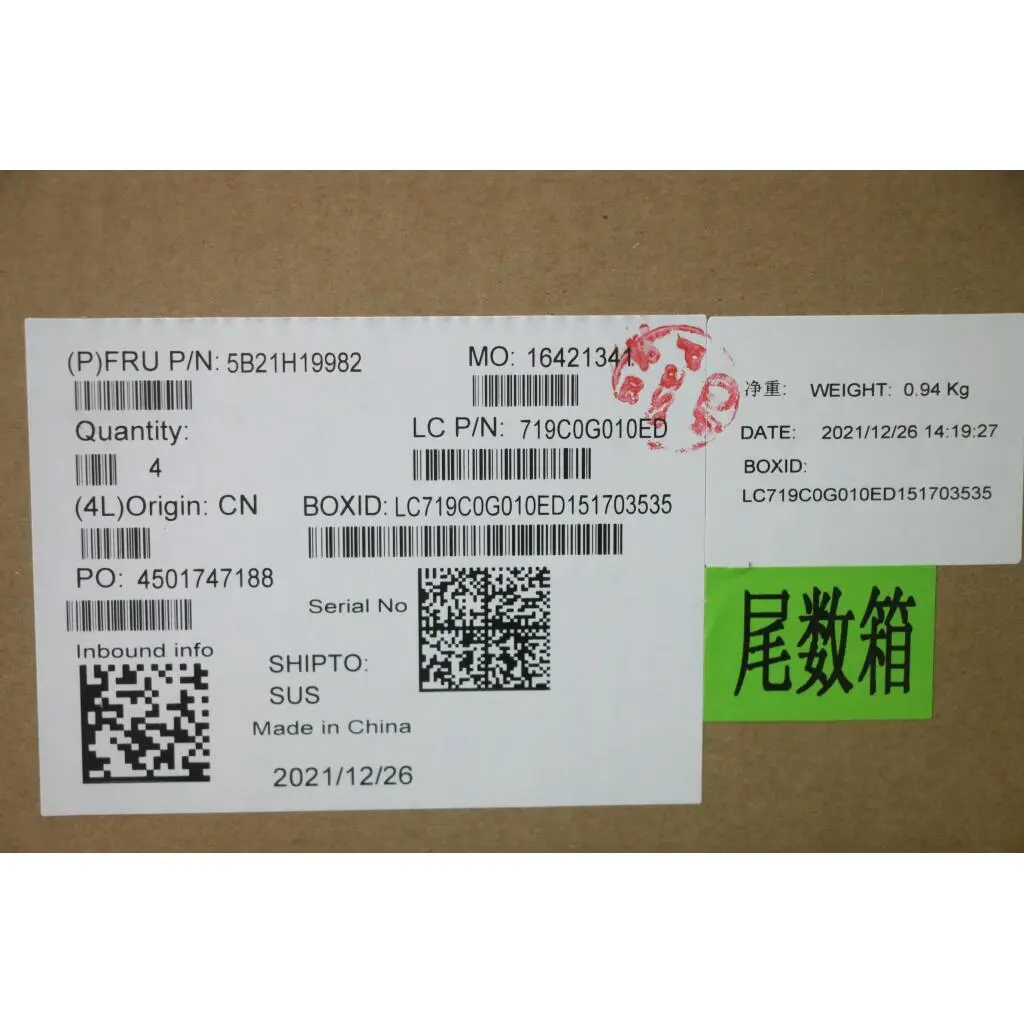 (P)FRU P/N: 5B21H19982
MO: 16421341
Quantity:
4
LC P/N: 719C0G010ED
(4L)Origin: CN
BOXID: LC719C0G010ED151703535
PO: 4501747188
Serial No
Inbound info
SHIPTO:
SUS
Made in China
2021/12/26
净重: WEIGHT: 0.94 Kg
DATE: 2021/12/26 14:19:27
BOXID:
LC719C0G010ED151703535
尾数箱